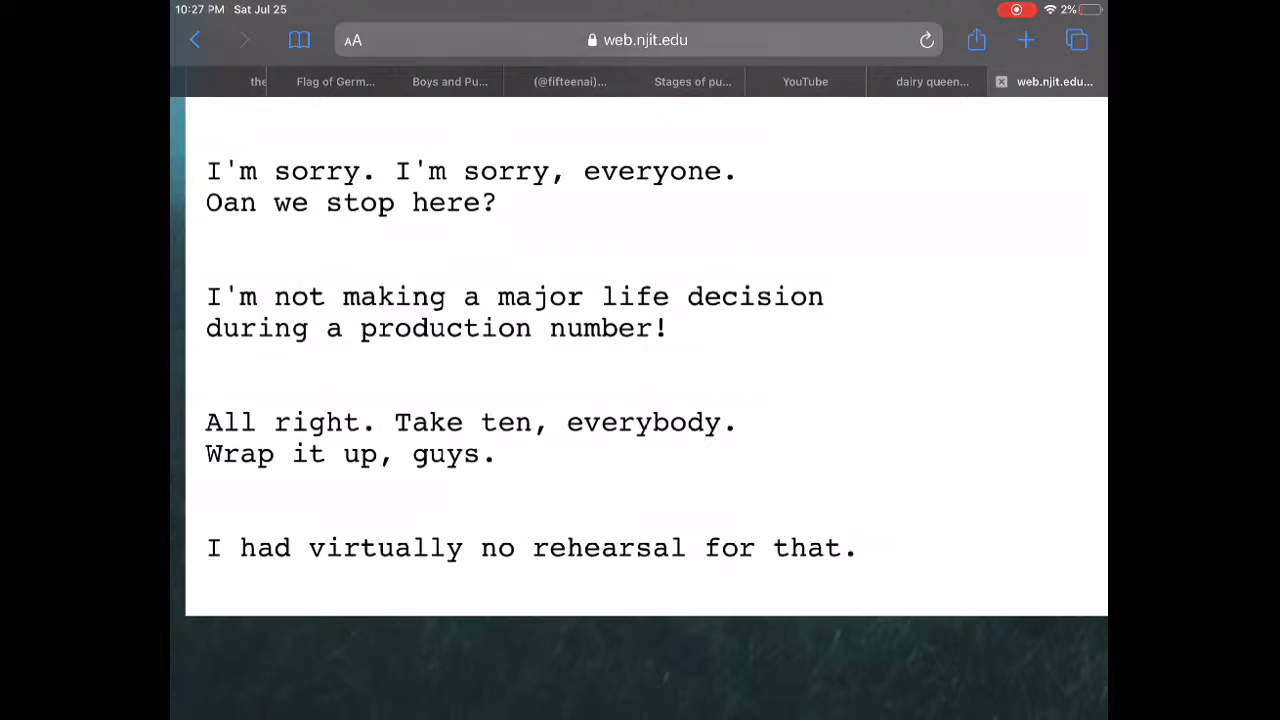 10:27 PM Sat Jul 25 2%
AA web.njit.edu
the Flag of Germ... Boys and Pu... (@fifteenai)... Stages of pu... YouTube dairy queen... web.njit.edu...
I'm sorry. I'm sorry, everyone.
Oan we stop here?
I'm not making a major life decision
during a production number!
All right. Take ten, everybody.
Wrap it up, guys.
I had virtually no rehearsal for that.